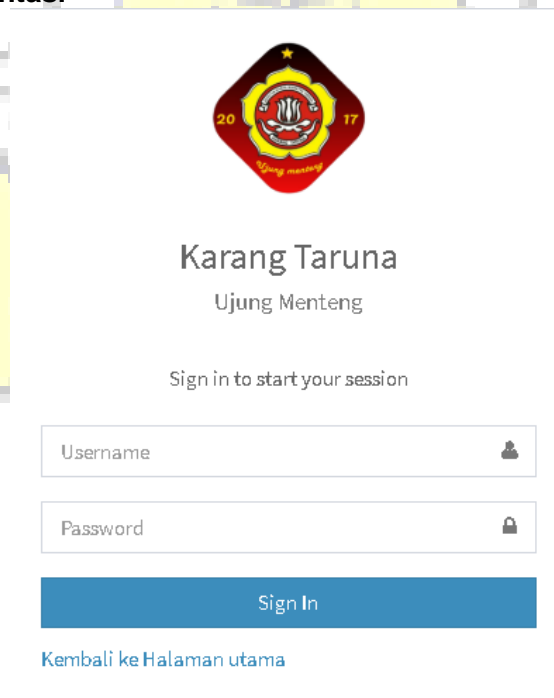 20 17
Ujung menteng
Karang Taruna
Ujung Menteng
Sign in to start your session
Username
Password
Sign In
Kembali ke Halaman utama